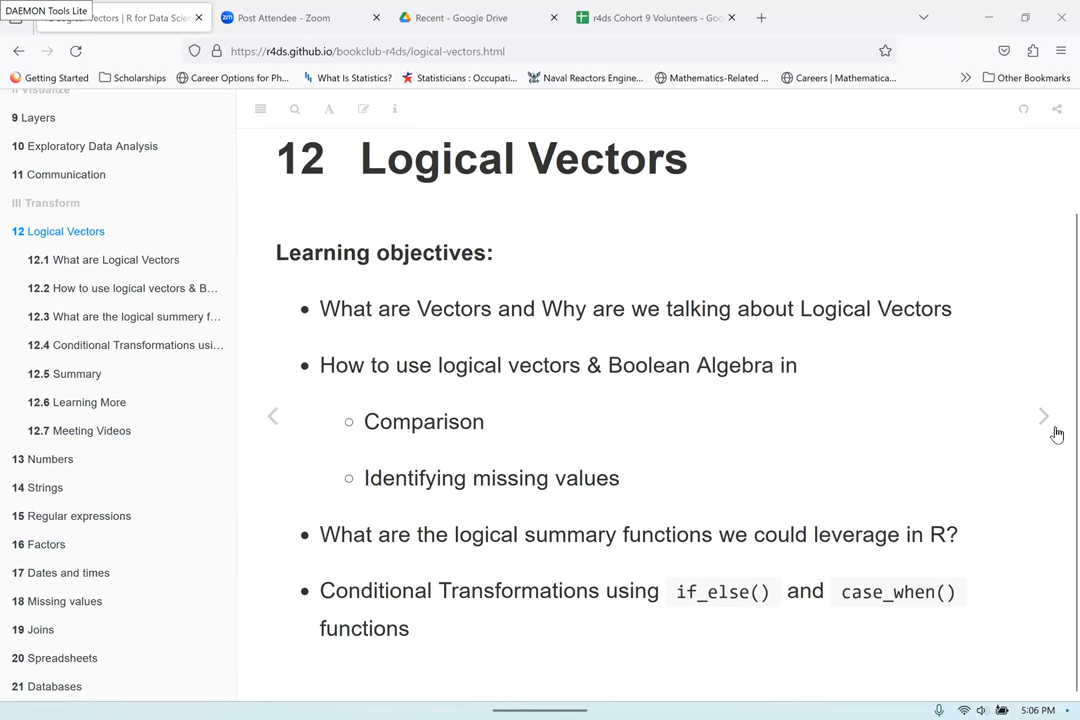 DAEMON Tools Lite
Logical Vectors | R for Data Scien
Post Attendee - Zoom
Recent - Google Drive
r4ds Cohort 9 Volunteers - Goo
https://r4ds.github.io/bookclub-r4ds/logical-vectors.html
Getting Started
Scholarships
Career Options for Ph...
What Is Statistics?
Statisticians : Occupati...
Naval Reactors Engine...
Mathematics-Related ...
Careers | Mathematica...
Other Bookmarks
II Visualize
9 Layers
10 Exploratory Data Analysis
11 Communication
III Transform
12 Logical Vectors
12.1 What are Logical Vectors
12.2 How to use logical vectors & B...
12.3 What are the logical summery f...
12.4 Conditional Transformations usi...
12.5 Summary
12.6 Learning More
12.7 Meeting Videos
13 Numbers
14 Strings
15 Regular expressions
16 Factors
17 Dates and times
18 Missing values
19 Joins
20 Spreadsheets
21 Databases
12 Logical Vectors
Learning objectives:
• What are Vectors and Why are we talking about Logical Vectors
• How to use logical vectors & Boolean Algebra in
○ Comparison
○ Identifying missing values
• What are the logical summary functions we could leverage in R?
• Conditional Transformations using if_else() and case_when()
functions
5:06 PM